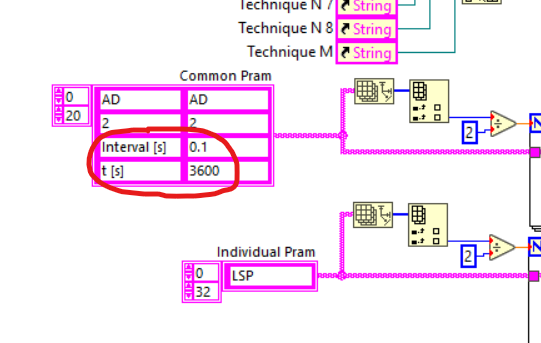 Technique N 7 String
Technique N 8 String
Technique M String
Common Pram
0 AD AD
20 2 2
Interval [s] 0.1
t [s] 3600
2
Individual Pram
0 LSP
32
2